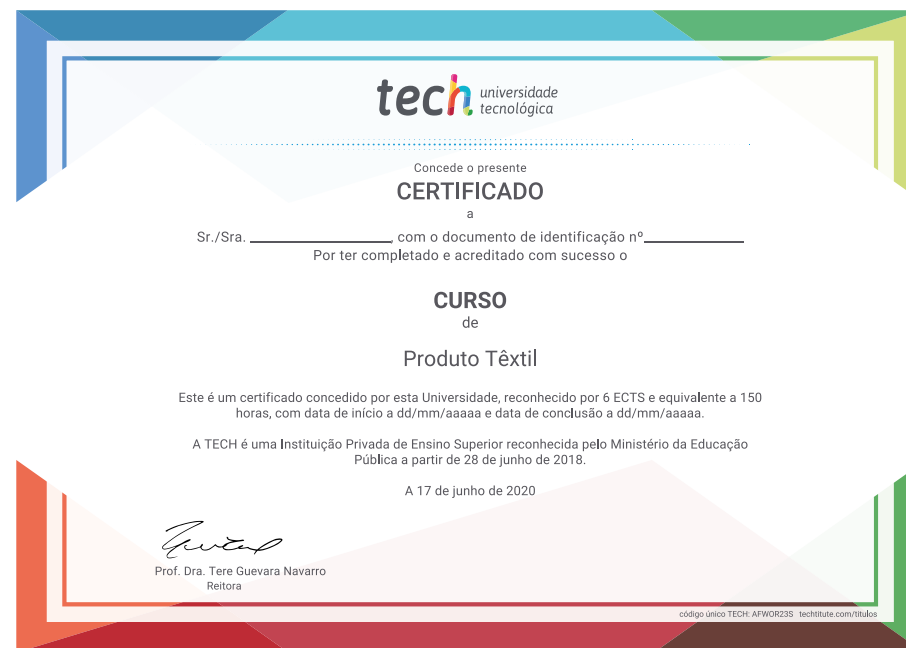 tech universidade
tecnológica
Concede o presente
CERTIFICADO
a
Sr./Sra. ____________, com o documento de identificação nº____________
Por ter completado e acreditado com sucesso o
CURSO
de
Produto Têxtil
Este é um certificado concedido por esta Universidade, reconhecido por 6 ECTS e equivalente a 150
horas, com data de início a dd/mm/aaaaa e data de conclusão a dd/mm/aaaaa.
A TECH é uma Instituição Privada de Ensino Superior reconhecida pelo Ministério da Educação
Pública a partir de 28 de junho de 2018.
A 17 de junho de 2020
Prof. Dra. Tere Guevara Navarro
Reitora
código único TECH: AFWOR23S techtitute.com/titulos